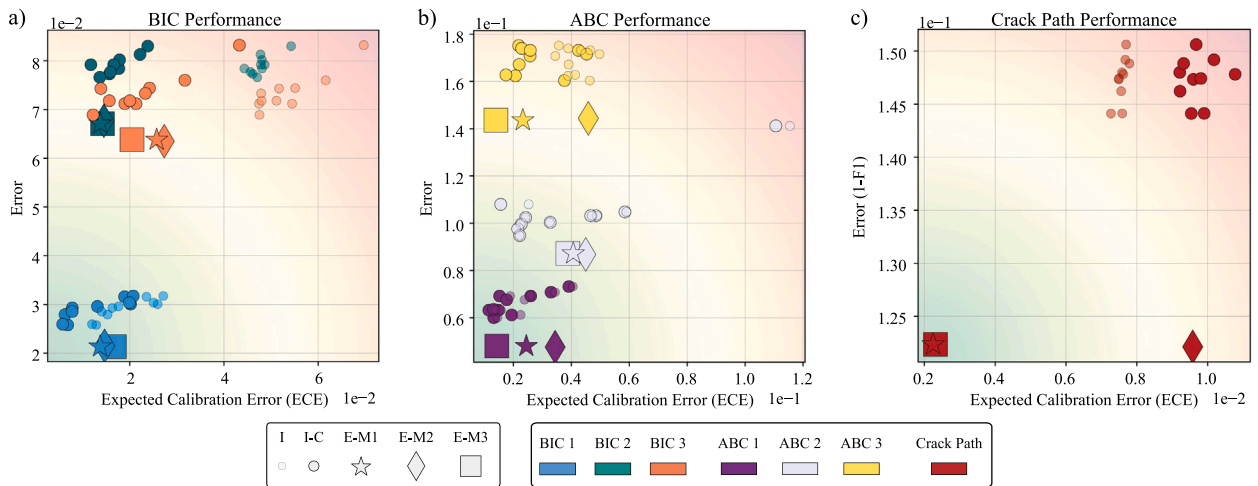 a) BIC Performance
1e−2
8
7
6
5
4
3
2
Error
2 4 6
Expected Calibration Error (ECE) 1e−2
b) ABC Performance
1e−1
1.8
1.6
1.4
1.2
1.0
0.8
0.6
Error
0.2 0.4 0.6 0.8 1.0 1.2
Expected Calibration Error (ECE) 1e−1
c) Crack Path Performance
1e−1
1.50
1.45
1.40
1.35
1.30
1.25
Error (1-F1)
0.2 0.4 0.6 0.8 1.0
Expected Calibration Error (ECE) 1e−2
I I-C E-M1 E-M2 E-M3
BIC 1 BIC 2 BIC 3 ABC 1 ABC 2 ABC 3 Crack Path